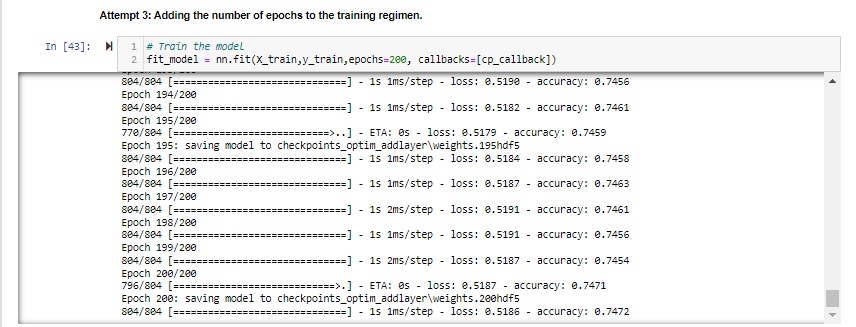 Attempt 3: Adding the number of epochs to the training regimen.
In [43]:
1 # Train the model
2 fit_model = nn.fit(X_train,y_train,epochs=200, callbacks=[cp_callback])
804/804 [==============================] - 1s 1ms/step - loss: 0.5190 - accuracy: 0.7456
Epoch 194/200
804/804 [==============================] - 1s 1ms/step - loss: 0.5182 - accuracy: 0.7461
Epoch 195/200
770/804 [===========================>..] - ETA: 0s - loss: 0.5179 - accuracy: 0.7459
Epoch 195: saving model to checkpoints_optim_addlayer\weights.195hdf5
804/804 [==============================] - 1s 1ms/step - loss: 0.5184 - accuracy: 0.7458
Epoch 196/200
804/804 [==============================] - 1s 1ms/step - loss: 0.5187 - accuracy: 0.7463
Epoch 197/200
804/804 [==============================] - 1s 2ms/step - loss: 0.5191 - accuracy: 0.7461
Epoch 198/200
804/804 [==============================] - 1s 1ms/step - loss: 0.5191 - accuracy: 0.7456
Epoch 199/200
804/804 [==============================] - 1s 2ms/step - loss: 0.5187 - accuracy: 0.7454
Epoch 200/200
796/804 [============================>.] - ETA: 0s - loss: 0.5187 - accuracy: 0.7471
Epoch 200: saving model to checkpoints_optim_addlayer\weights.200hdf5
804/804 [==============================] - 1s 1ms/step - loss: 0.5186 - accuracy: 0.7472